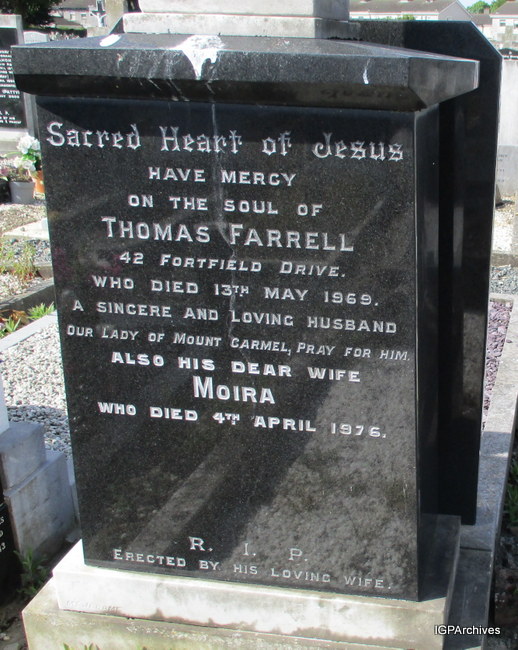 Sacred Heart of Jesus
HAVE MERCY
ON THE SOUL OF
THOMAS FARRELL
42 FORTFIELD DRIVE.
WHO DIED 13TH MAY 1969.
A SINCERE AND LOVING HUSBAND
OUR LADY OF MOUNT CARMEL, PRAY FOR HIM.
ALSO HIS DEAR WIFE
MOIRA
WHO DIED 4TH APRIL 1976.
R. I. P.
ERECTED BY HIS LOVING WIFE.
IGPArchives